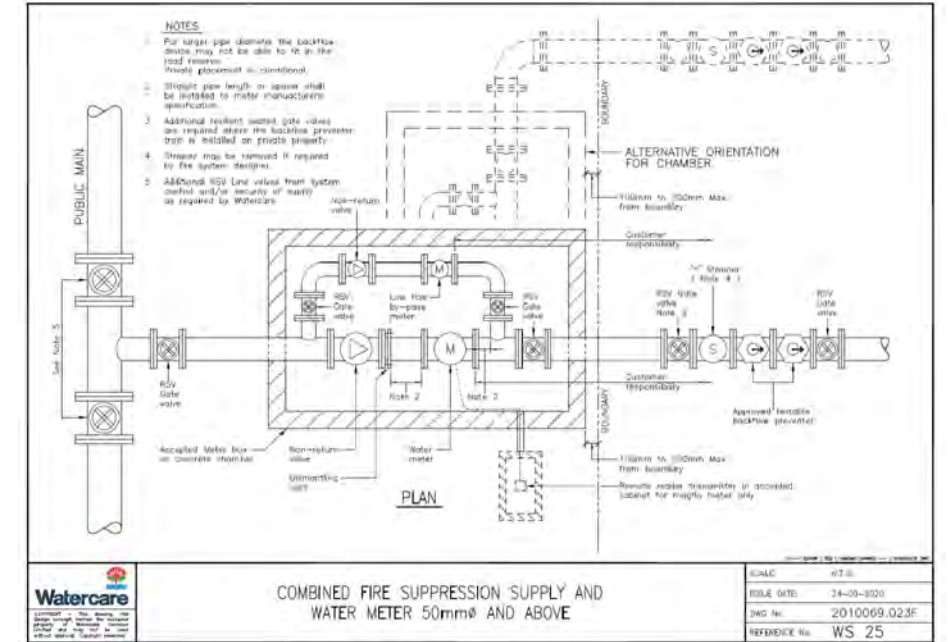 NOTES
1 For larger pipe diameter the backflow
device may not be able to fit in the
road reserve.
Private placement is conditional.
2 Straight pipe length or spacer shall
be installed to meter manufacturers
specification.
3 Additional resilient seated gate valves
are required where the backflow preventer
train is installed on private property
4 Strainer may be removed if required
by fire system designer.
5 Additional RSV Line valves from system
control and/or security of supply
as required by Watercare.
PUBLIC MAIN
See Note 5
BOUNDARY
ALTERNATIVE ORIENTATION
FOR CHAMBER
Max.
from boundary
Non-return
valve
Customer
responsibility
"Y" Strainer
( Note 4 )
RSV
Gate
valve
Low flow
by-pass
meter
RSV
Gate
valve
RSV Gate
valve
Note 3
RSV
Gate
valve
M
S
M
S
RSV
Gate
valve
Note 2
Note 2
Customer
responsibility
BOUNDARY
Approved testable
backflow preventer
Accepted Meter box
or concrete chamber
Non-return
valve
Dismantling
joint
Water
meter
Max
from boundary
Remote reader transmitter in accepted
cabinet for magflo meter only
PLAN
Watercare
COMBINED FIRE SUPPRESSION SUPPLY AND
WATER METER 50mmø AND ABOVE
SCALE N.T.S.
ISSUE DATE:
DWG No. 2010069.023F
REFERENCE No. WS 25